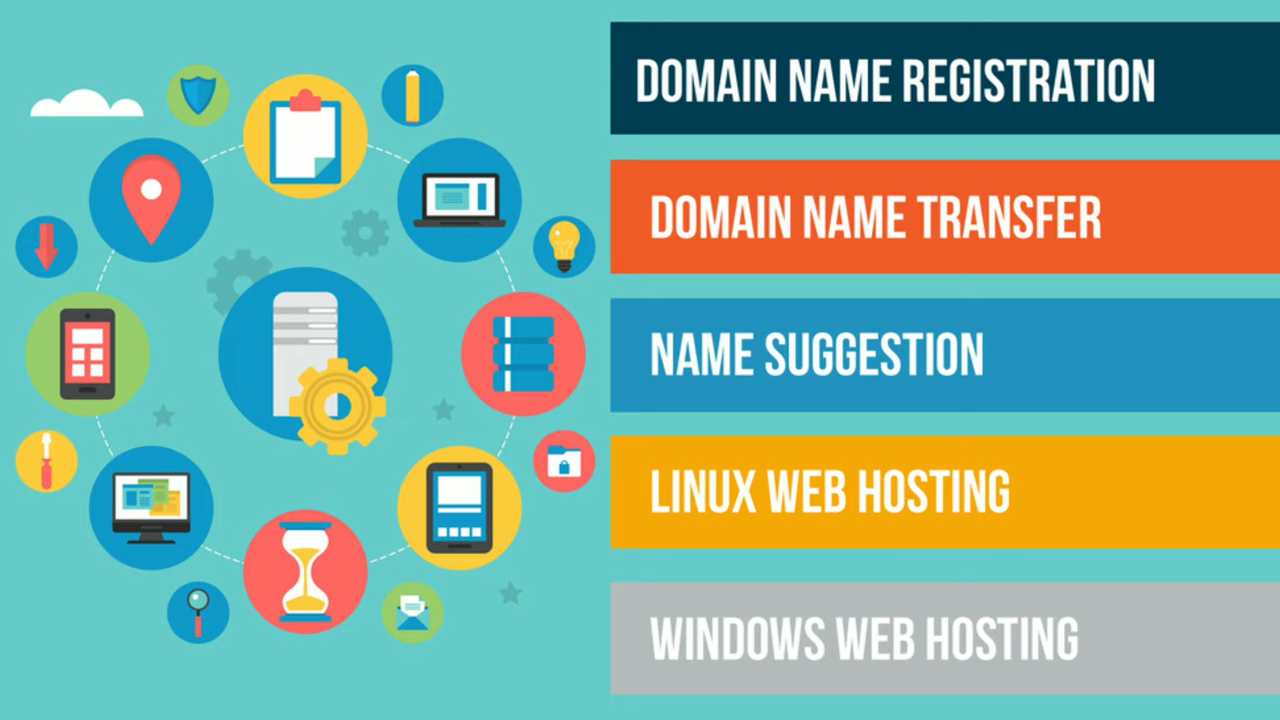 DOMAIN NAME REGISTRATION
DOMAIN NAME TRANSFER
NAME SUGGESTION
LINUX WEB HOSTING
WINDOWS WEB HOSTING